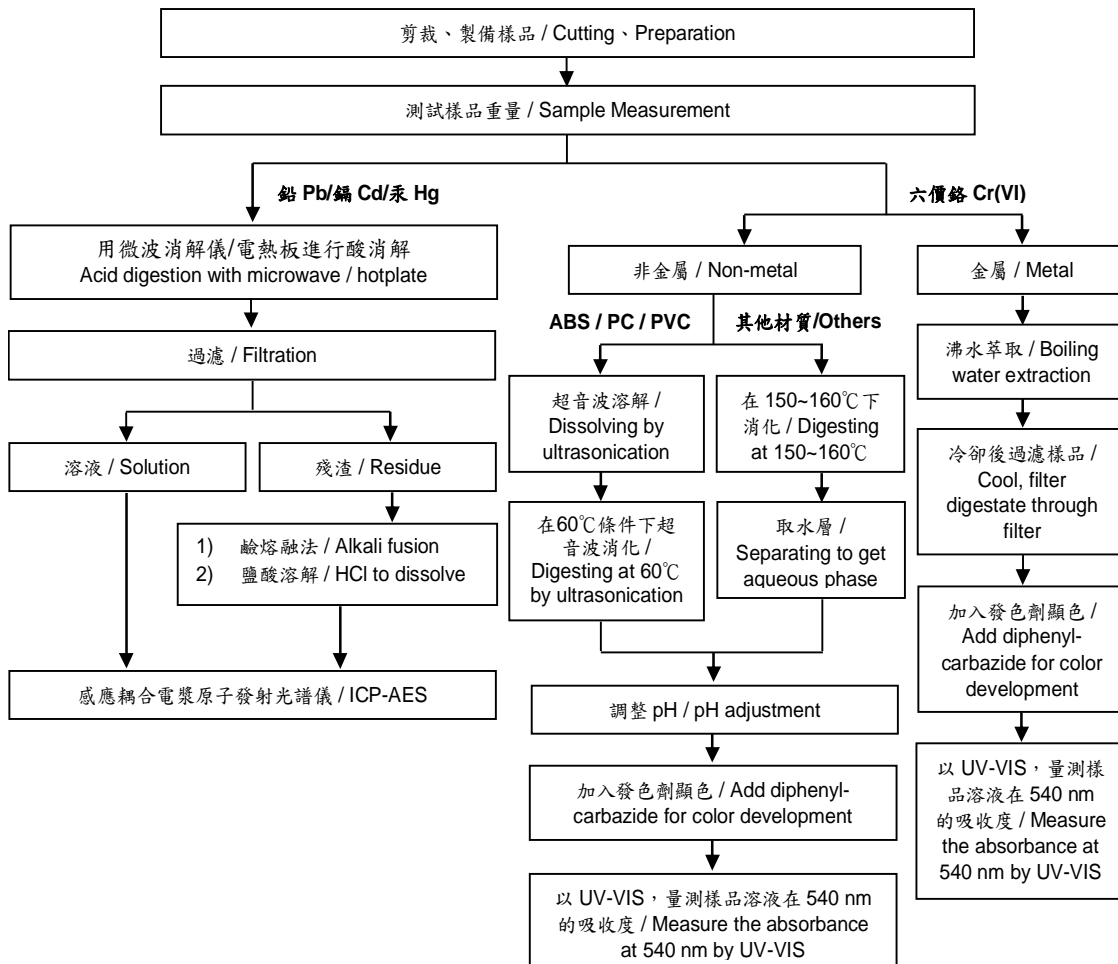 剪裁、製備樣品 / Cutting、Preparation
測試樣品重量 / Sample Measurement
鉛 Pb/鎘 Cd/汞 Hg
用微波消解儀/電熱板進行酸消解
Acid digestion with microwave / hotplate
過濾 / Filtration
溶液 / Solution
殘渣 / Residue
1) 鹼熔融法 / Alkali fusion
2) 鹽酸溶解 / HCl to dissolve
感應耦合電漿原子發射光譜儀 / ICP-AES
六價鉻 Cr(VI)
非金屬 / Non-metal
ABS / PC / PVC
超音波溶解 /
Dissolving by
ultrasonication
在60℃條件下超
音波消化 /
Digesting at 60℃
by ultrasonication
其他材質/Others
在 150~160℃下
消化 / Digesting
at 150~160℃
取水層 /
Separating to get
aqueous phase
調整 pH / pH adjustment
加入發色劑顯色 / Add diphenyl-
carbazide for color development
以 UV-VIS，量測樣品溶液在 540 nm
的吸收度 / Measure the absorbance
at 540 nm by UV-VIS
金屬 / Metal
沸水萃取 / Boiling
water extraction
冷卻後過濾樣品 /
Cool, filter
digestate through
filter
加入發色劑顯色 /
Add diphenyl-
carbazide for color
development
以 UV-VIS，量測樣
品溶液在 540 nm
的吸收度 / Measure
the absorbance at
540 nm by UV-VIS